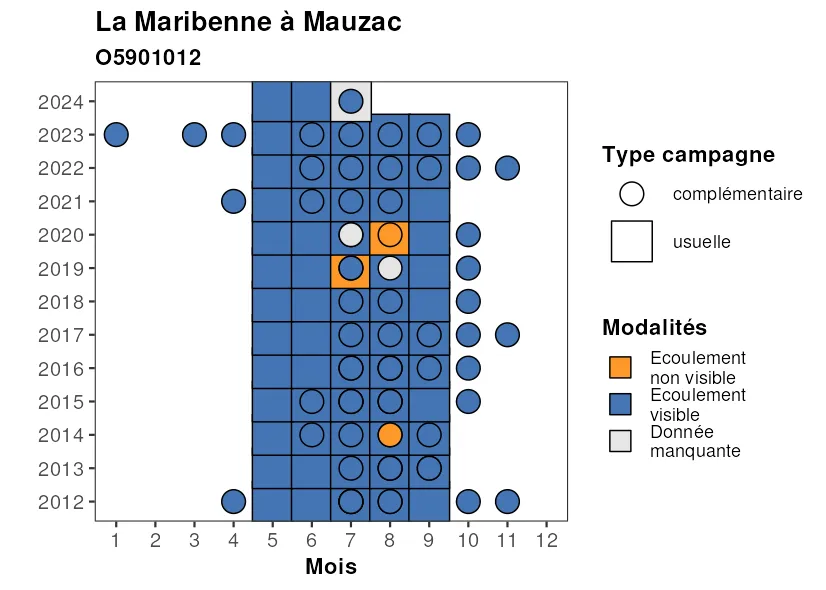 La Maribenne à Mauzac
O5901012
2024
2023
2022
2021
2020
2019
2018
2017
2016
2015
2014
2013
2012
1 2 3 4 5 6 7 8 9 10 11 12
Mois
Type campagne
complémentaire
usuelle
Modalités
Ecoulement
non visible
Ecoulement
visible
Donnée
manquante